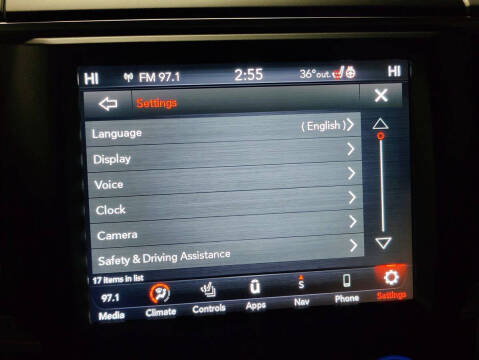 HI FM 97.1 2:55 36° out. HI
Settings
Language ( English )
Display
Voice
Clock
Camera
Safety & Driving Assistance
17 items in list
97.1 S
Media Climate Controls Apps Nav Phone Settings